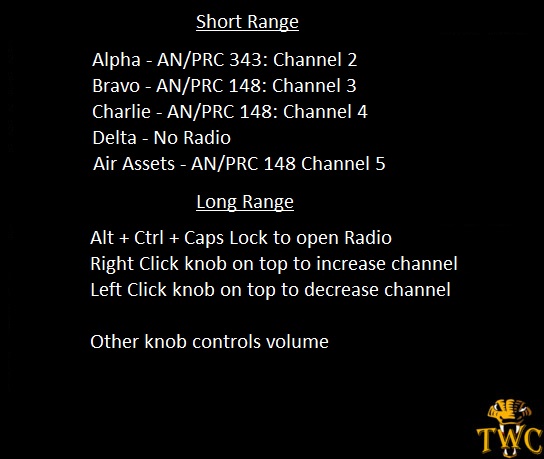 Short Range
Alpha - AN/PRC 343: Channel 2
Bravo - AN/PRC 148: Channel 3
Charlie - AN/PRC 148: Channel 4
Delta - No Radio
Air Assets - AN/PRC 148 Channel 5
Long Range
Alt + Ctrl + Caps Lock to open Radio
Right Click knob on top to increase channel
Left Click knob on top to decrease channel
Other knob controls volume
TWC